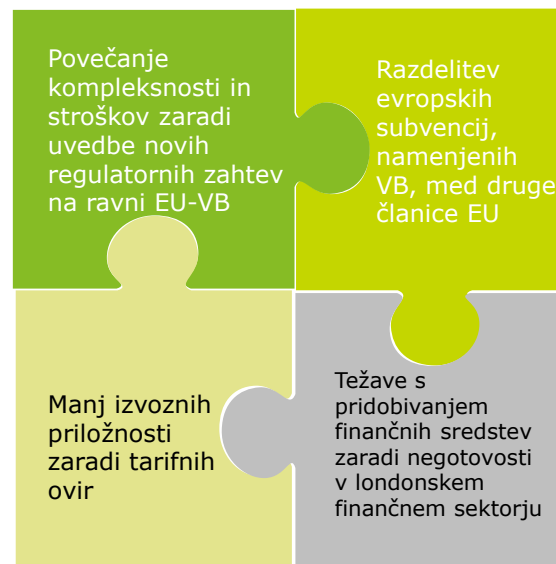 Povečanje
kompleksnosti in
stroškov zaradi
uvedbe novih
regulatornih zahtev
na ravni EU-VB
Razdelitev
evropskih
subvencij,
namenjenih
VB, med druge
članice EU
Manj izvoznih
priložnosti
zaradi tarifnih
ovir
Težave s
pridobivanjem
finančnih sredstev
zaradi negotovosti
v londonskem
finančnem sektorju